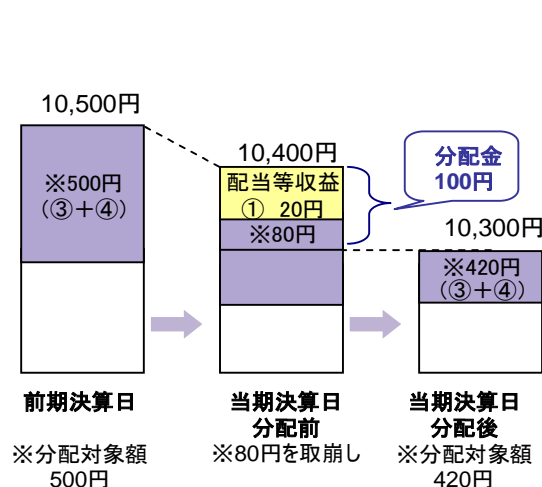 10,500円
※500円
(③+④)
10,400円
配当等収益
① 20円
※80円
分配金
100円
10,300円
※420円
(③+④)
前期決算日
※分配対象額
500円
当期決算日
分配前
※80円を取崩し
当期決算日
分配後
※分配対象額
420円